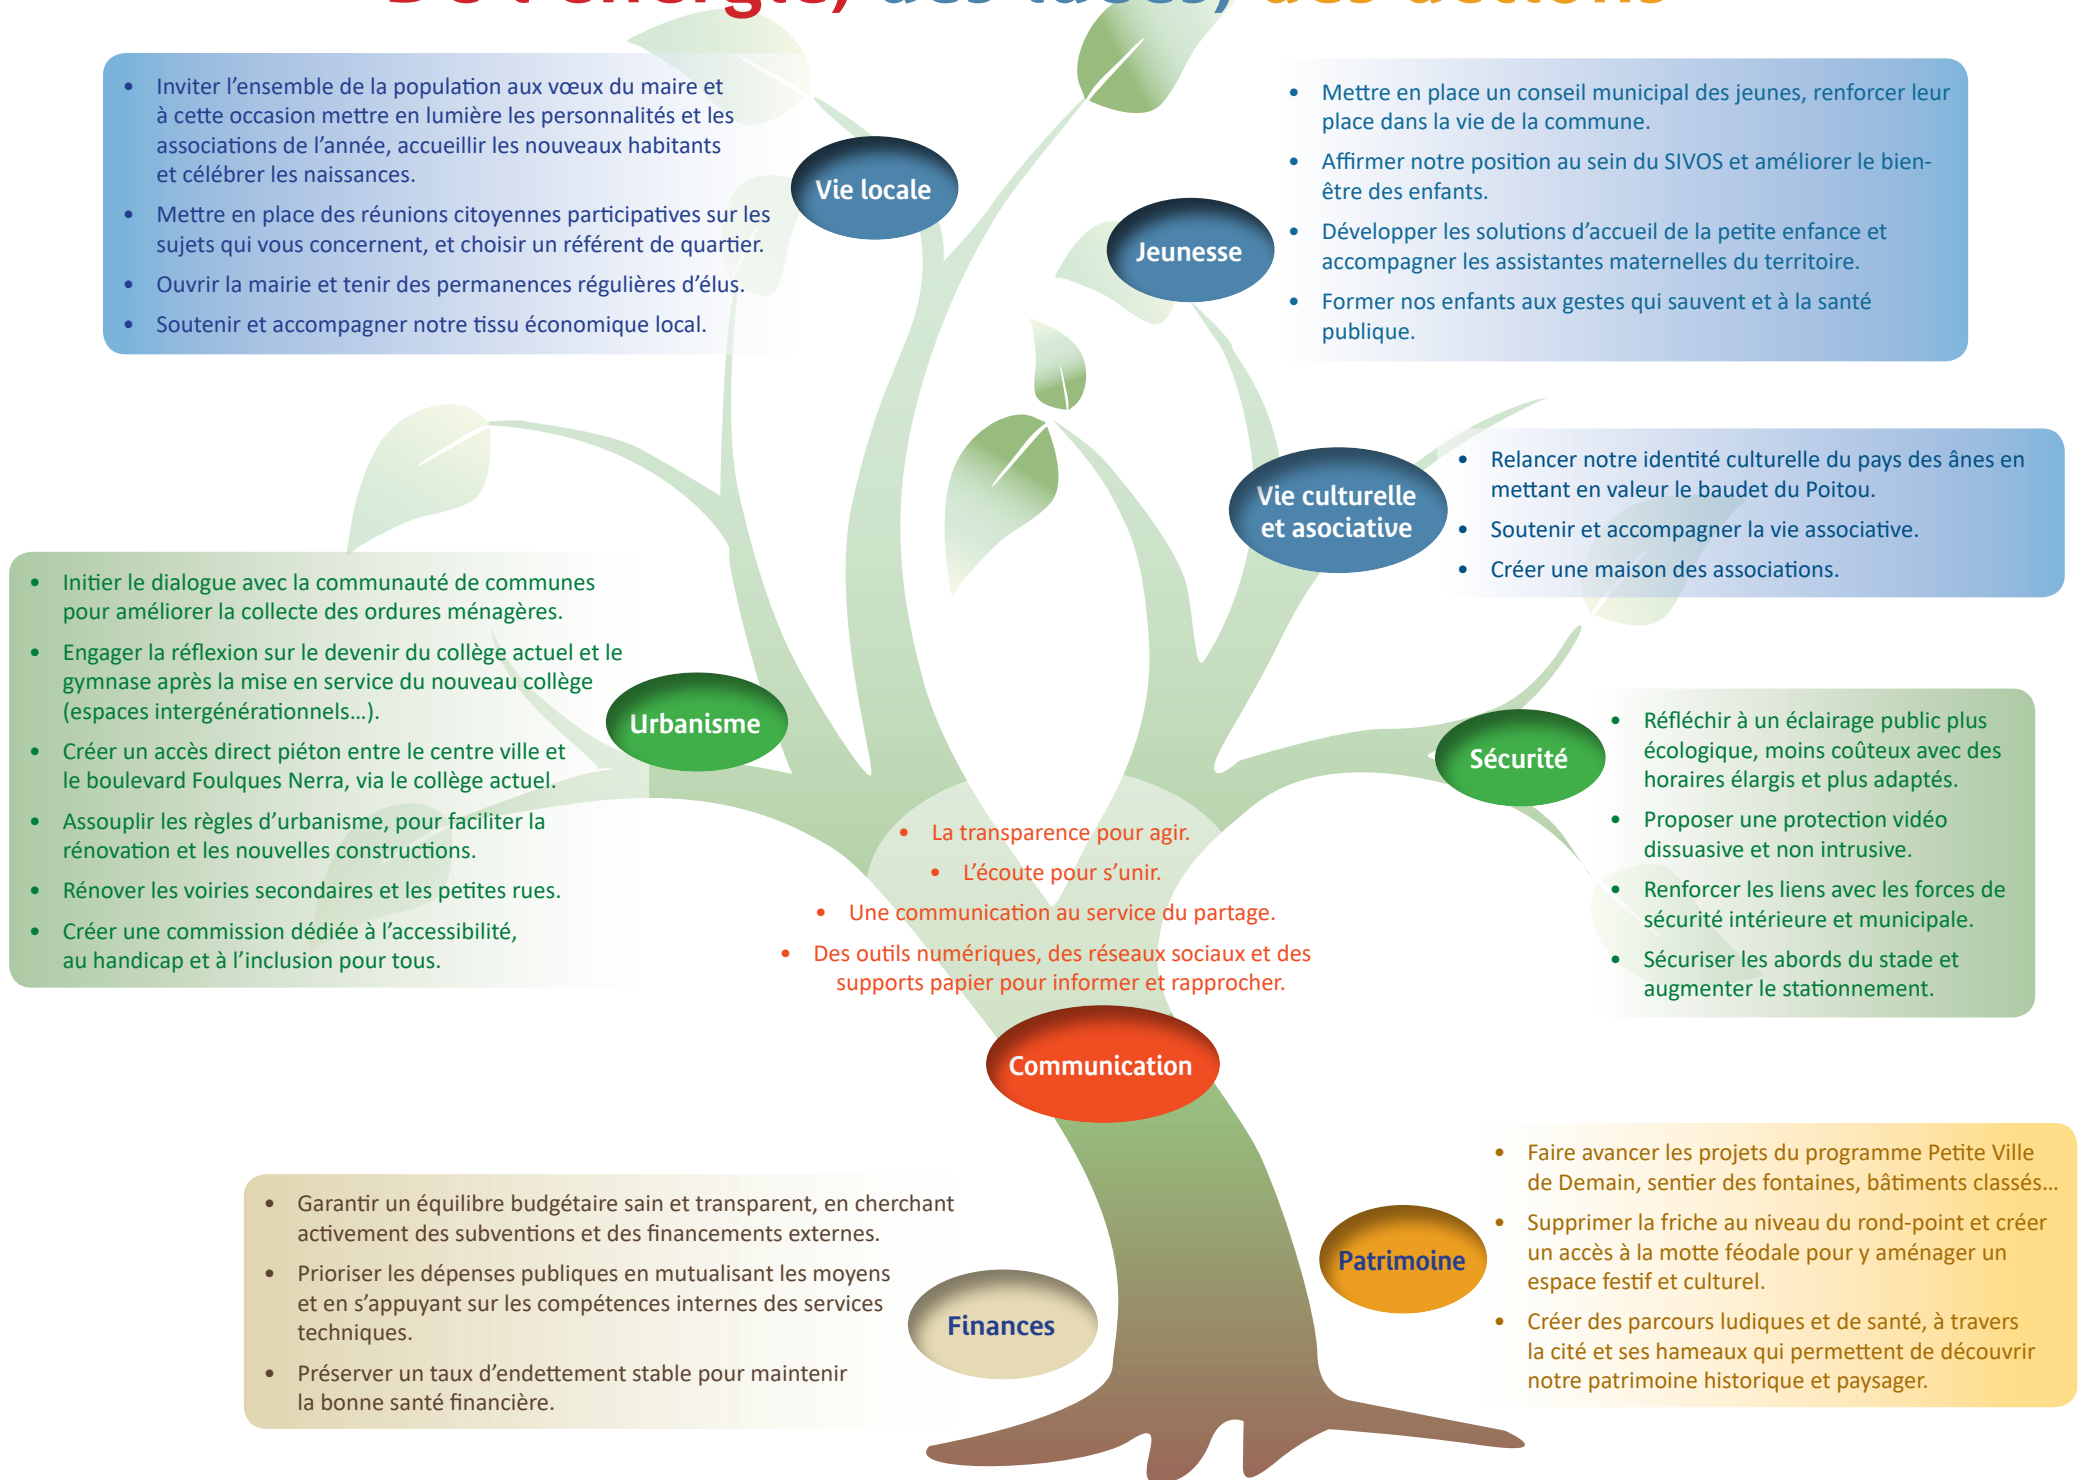 De l'énergie, des idées, des actions
• Inviter l’ensemble de la population aux vœux du maire et
à cette occasion mettre en lumière les personnalités et les
associations de l’année, accueillir les nouveaux habitants
et célébrer les naissances.
• Mettre en place des réunions citoyennes participatives sur les
sujets qui vous concernent, et choisir un référent de quartier.
• Ouvrir la mairie et tenir des permanences régulières d’élus.
• Soutenir et accompagner notre tissu économique local.
Vie locale
Jeunesse
• Mettre en place un conseil municipal des jeunes, renforcer leur
place dans la vie de la commune.
• Affirmer notre position au sein du SIVOS et améliorer le bien-
être des enfants.
• Développer les solutions d’accueil de la petite enfance et
accompagner les assistantes maternelles du territoire.
• Former nos enfants aux gestes qui sauvent et à la santé
publique.
Vie culturelle
et asociative
• Relancer notre identité culturelle du pays des ânes en
mettant en valeur le baudet du Poitou.
• Soutenir et accompagner la vie associative.
• Créer une maison des associations.
• Initier le dialogue avec la communauté de communes
pour améliorer la collecte des ordures ménagères.
• Engager la réflexion sur le devenir du collège actuel et le
gymnase après la mise en service du nouveau collège
(espaces intergénérationnels...).
• Créer un accès direct piéton entre le centre ville et
le boulevard Foulques Nerra, via le collège actuel.
• Assouplir les règles d’urbanisme, pour faciliter la
rénovation et les nouvelles constructions.
• Rénover les voiries secondaires et les petites rues.
• Créer une commission dédiée à l’accessibilité,
au handicap et à l’inclusion pour tous.
Urbanisme
Sécurité
• Réfléchir à un éclairage public plus
écologique, moins coûteux avec des
horaires élargis et plus adaptés.
• Proposer une protection vidéo
dissuasive et non intrusive.
• Renforcer les liens avec les forces de
sécurité intérieure et municipale.
• Sécuriser les abords du stade et
augmenter le stationnement.
• La transparence pour agir.
• L’écoute pour s’unir.
• Une communication au service du partage.
• Des outils numériques, des réseaux sociaux et des
supports papier pour informer et rapprocher.
Communication
• Garantir un équilibre budgétaire sain et transparent, en cherchant
activement des subventions et des financements externes.
• Prioriser les dépenses publiques en mutualisant les moyens
et en s’appuyant sur les compétences internes des services
techniques.
• Préserver un taux d’endettement stable pour maintenir
la bonne santé financière.
Finances
Patrimoine
• Faire avancer les projets du programme Petite Ville
de Demain, sentier des fontaines, bâtiments classés...
• Supprimer la friche au niveau du rond-point et créer
un accès à la motte féodale pour y aménager un
espace festif et culturel.
• Créer des parcours ludiques et de santé, à travers
la cité et ses hameaux qui permettent de découvrir
notre patrimoine historique et paysager.